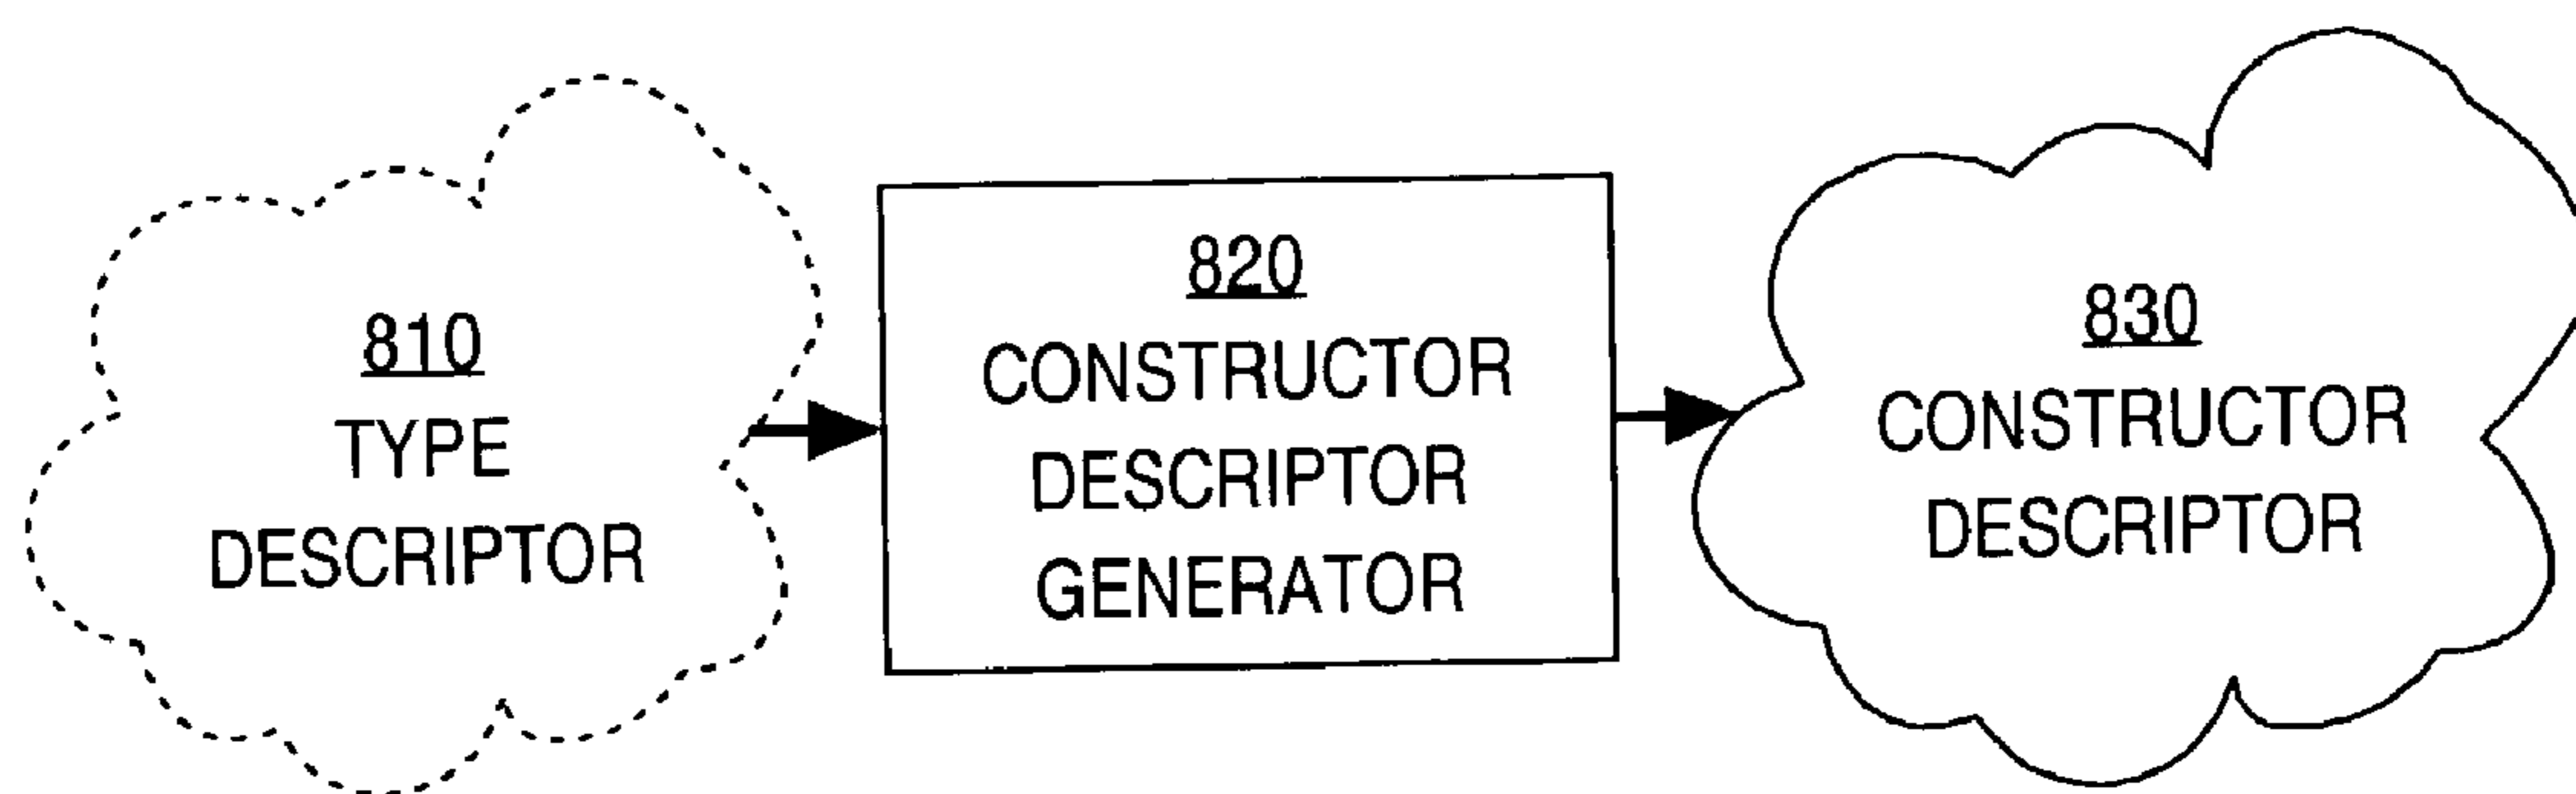 810
TYPE
DESCRIPTOR
820
CONSTRUCTOR
DESCRIPTOR
GENERATOR
830
CONSTRUCTOR
DESCRIPTOR